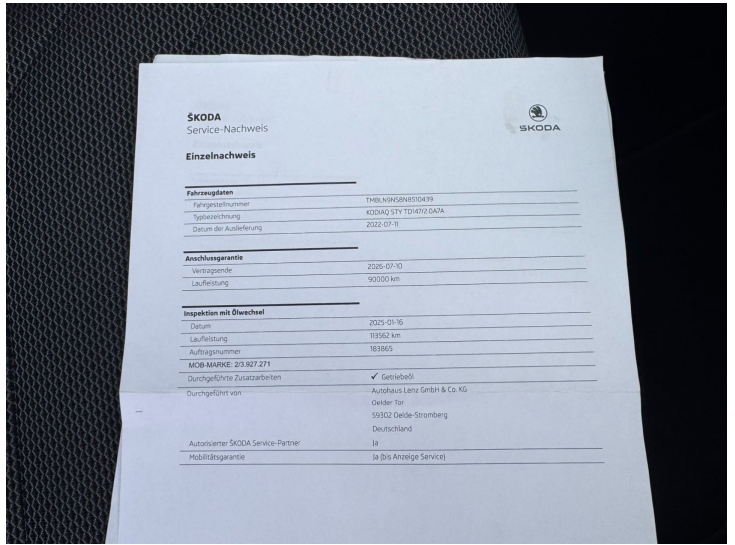 ŠKODA
Service-Nachweis
ŠKODA
Einzelnachweis
Fahrzeugdaten
Fahrgestellnummer TMBLN9NS8N8510439
Typbezeichnung KODIAQ STY TD147/2.0A7A
Datum der Auslieferung 2022-07-11
Anschlussgarantie
Vertragsende 2026-07-10
Laufleistung 90000 km
Inspektion mit Ölwechsel
Datum 2025-01-16
Laufleistung 113562 km
Auftragsnummer 183865
MOB-MARKE: 2/3.927.271
Durchgeführte Zusatzarbeiten ✓ Getriebeöl
Durchgeführt von Autohaus Lenz GmbH & Co. KG
Oelder Tor
59302 Oelde-Stromberg
Deutschland
Autorisierter ŠKODA Service-Partner Ja
Mobilitätsgarantie Ja (bis Anzeige Service)